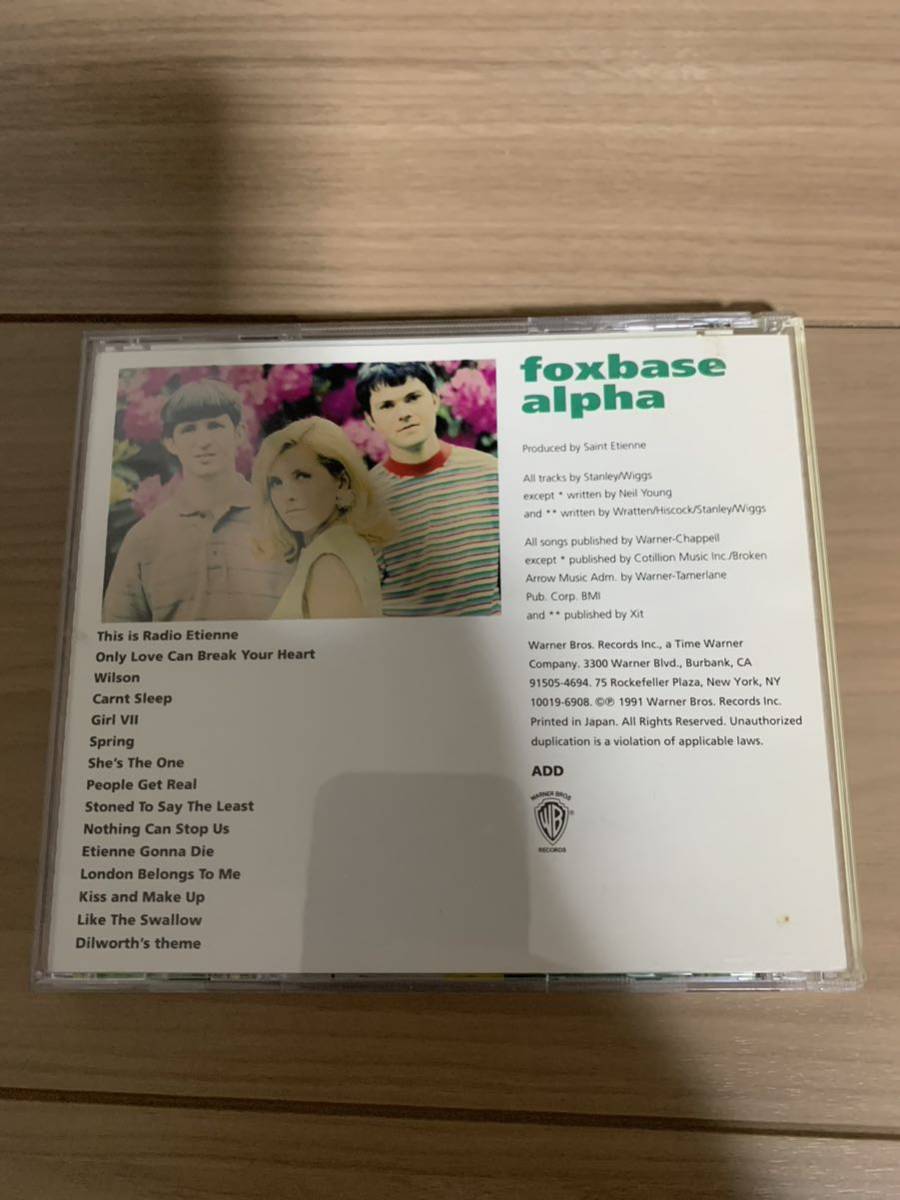 foxbase
alpha
Produced by Saint Etienne
All tracks by Stanley/Wiggs
except * written by Neil Young
and ** written by Wratten/Hiscock/Stanley/Wiggs
All songs published by Warner-Chappell
except * published by Cotillion Music Inc./Broken
Arrow Music Adm. by Warner-Tamerlane
Pub. Corp. BMI
and ** published by Xit
Warner Bros. Records Inc., a Time Warner
Company. 3300 Warner Blvd., Burbank, CA
91505-4694. 75 Rockefeller Plaza, New York, NY
10019-6908. ©℗ 1991 Warner Bros. Records Inc.
Printed in Japan. All Rights Reserved. Unauthorized
duplication is a violation of applicable laws.
ADD
WARNER BROS
WB ®
RECORDS
This is Radio Etienne
Only Love Can Break Your Heart
Wilson
Carnt Sleep
Girl VII
Spring
She's The One
People Get Real
Stoned To Say The Least
Nothing Can Stop Us
Etienne Gonna Die
London Belongs To Me
Kiss and Make Up
Like The Swallow
Dilworth's theme